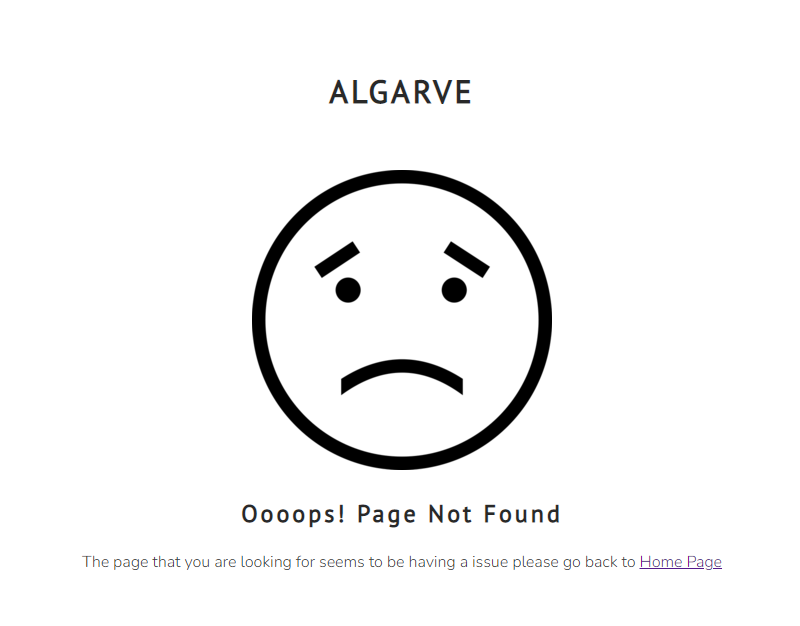 ALGARVE
Oooops! Page Not Found
The page that you are looking for seems to be having a issue please go back to Home Page